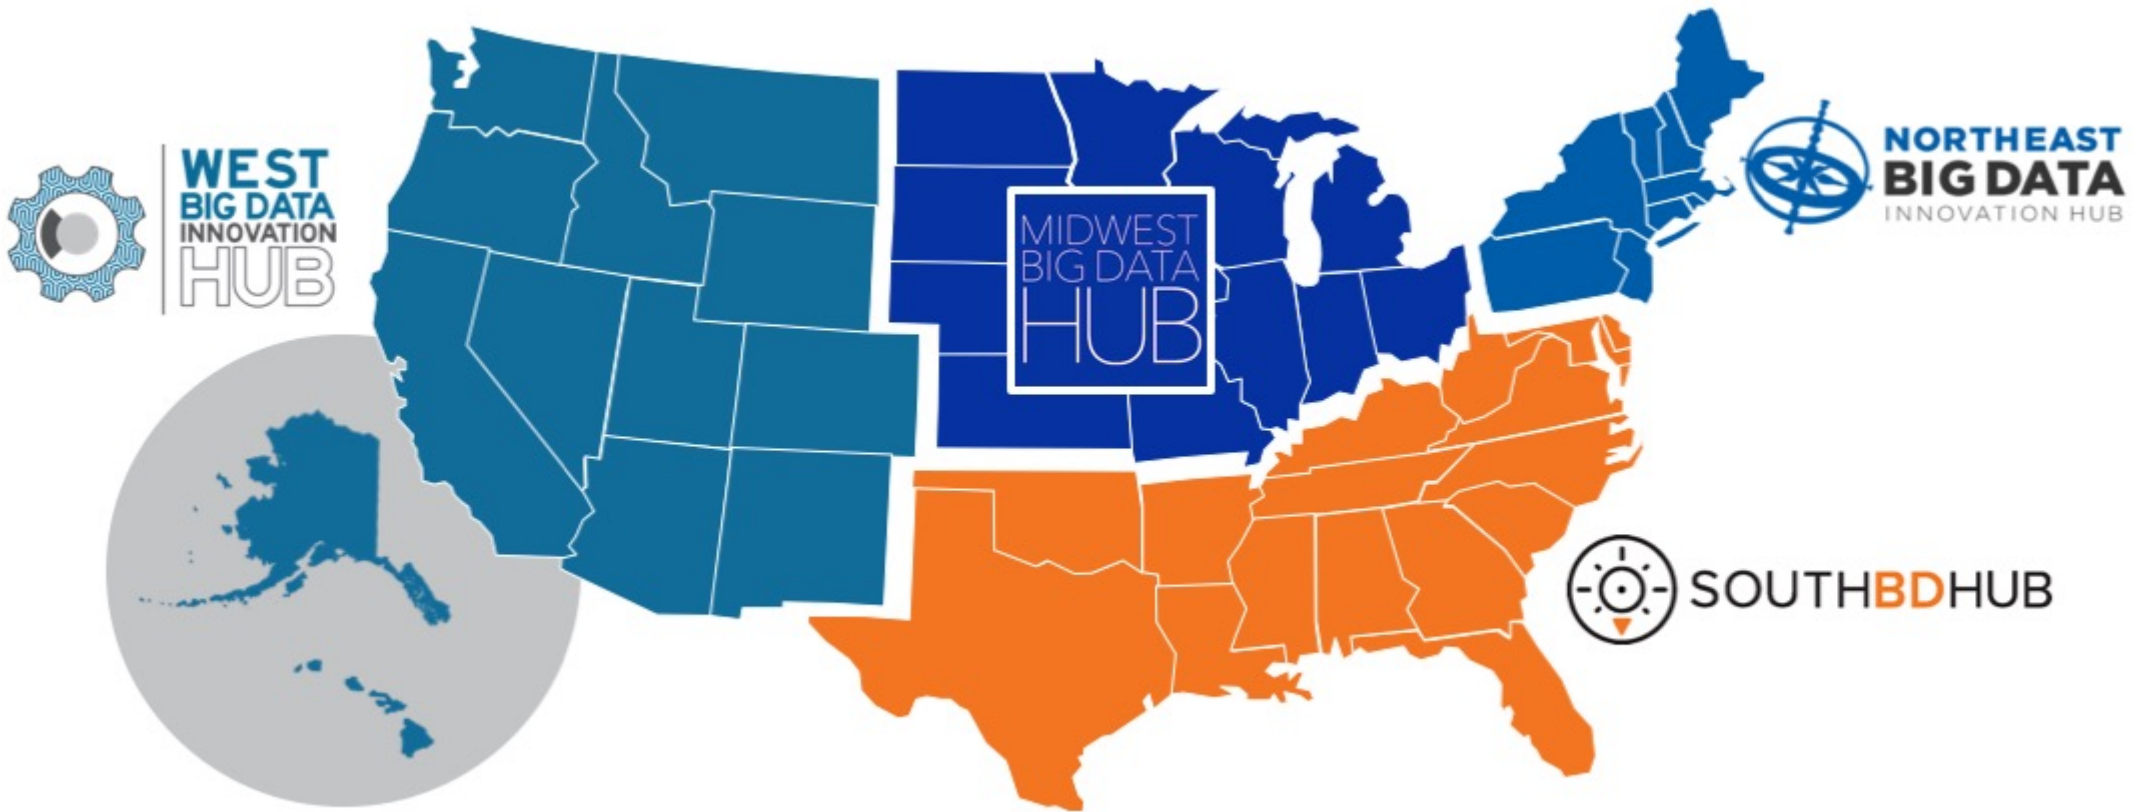 WEST
BIG DATA
INNOVATION
HUB
MIDWEST
BIG DATA
HUB
NORTHEAST
BIG DATA
INNOVATION HUB
SOUTHBDHUB